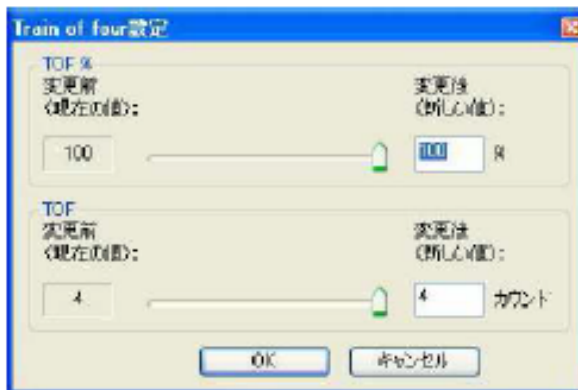 Train of four設定
TOF %
変更前
(現在の値):
変更後
(新しい値):
100
100
%
TOF
変更前
(現在の値):
変更後
(新しい値):
4
4
カウント
OK
キャンセル